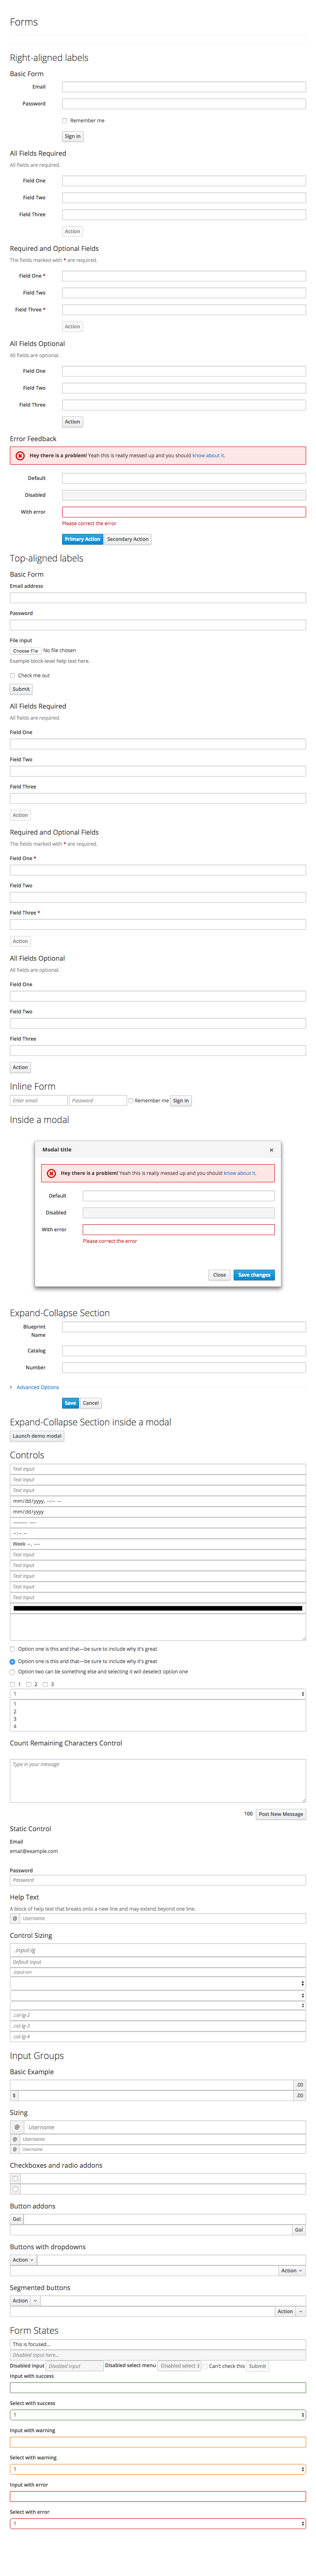 Forms
Right-aligned labels
Basic Form
Email
Password
Remember me
Sign in
All Fields Required
All fields are required.
Field One
Field Two
Field Three
Action
Required and Optional Fields
The fields marked with * are required.
Field One *
Field Two
Field Three *
Action
All Fields Optional
All fields are optional.
Field One
Field Two
Field Three
Action
Error Feedback
Hey there is a problem! Yeah this is really messed up and you should know about it.
Default
Disabled
With error
Please correct the error
Primary Action Secondary Action
Top-aligned labels
Basic Form
Email address
Password
File input
Choose File No file chosen
Example block-level help text here.
Check me out
Submit
All Fields Required
All fields are required.
Field One
Field Two
Field Three
Action
Required and Optional Fields
The fields marked with * are required.
Field One *
Field Two
Field Three *
Action
All Fields Optional
All fields are optional.
Field One
Field Two
Field Three
Action
Inline Form
Enter email Password Remember me Sign in
Inside a modal
Modal title ×
Hey there is a problem! Yeah this is really messed up and you should know about it.
Default
Disabled
With error
Please correct the error
Close Save changes
Expand-Collapse Section
Blueprint
Name
Catalog
Number
Advanced Options
Save Cancel
Expand-Collapse Section inside a modal
Launch demo modal
Controls
Text input
Text input
Text input
mm/dd/yyyy, --:-- --
mm/dd/yyyy
--------- ----
--:-- --
Week --, ----
Text input
Text input
Text input
Text input
Text input
Option one is this and that—be sure to include why it's great
Option one is this and that—be sure to include why it's great
Option two can be something else and selecting it will deselect option one
1 2 3
1
1
2
3
4
Count Remaining Characters Control
Type in your message
100 Post New Message
Static Control
Email
email@example.com
Password
Password
Help Text
A block of help text that breaks onto a new line and may extend beyond one line.
@ Username
Control Sizing
.input-lg
Default input
.input-sm
.col-lg-2
.col-lg-3
.col-lg-4
Input Groups
Basic Example
.00
$ .00
Sizing
@ Username
@ Username
@ Username
Checkboxes and radio addons
Button addons
Go!
Go!
Buttons with dropdowns
Action
Action
Segmented buttons
Action
Action
Form States
This is focused...
Disabled input here...
Disabled input Disabled input Disabled select menu Disabled select Can't check this Submit
Input with success
Select with success
1
Input with warning
Select with warning
1
Input with error
Select with error
1